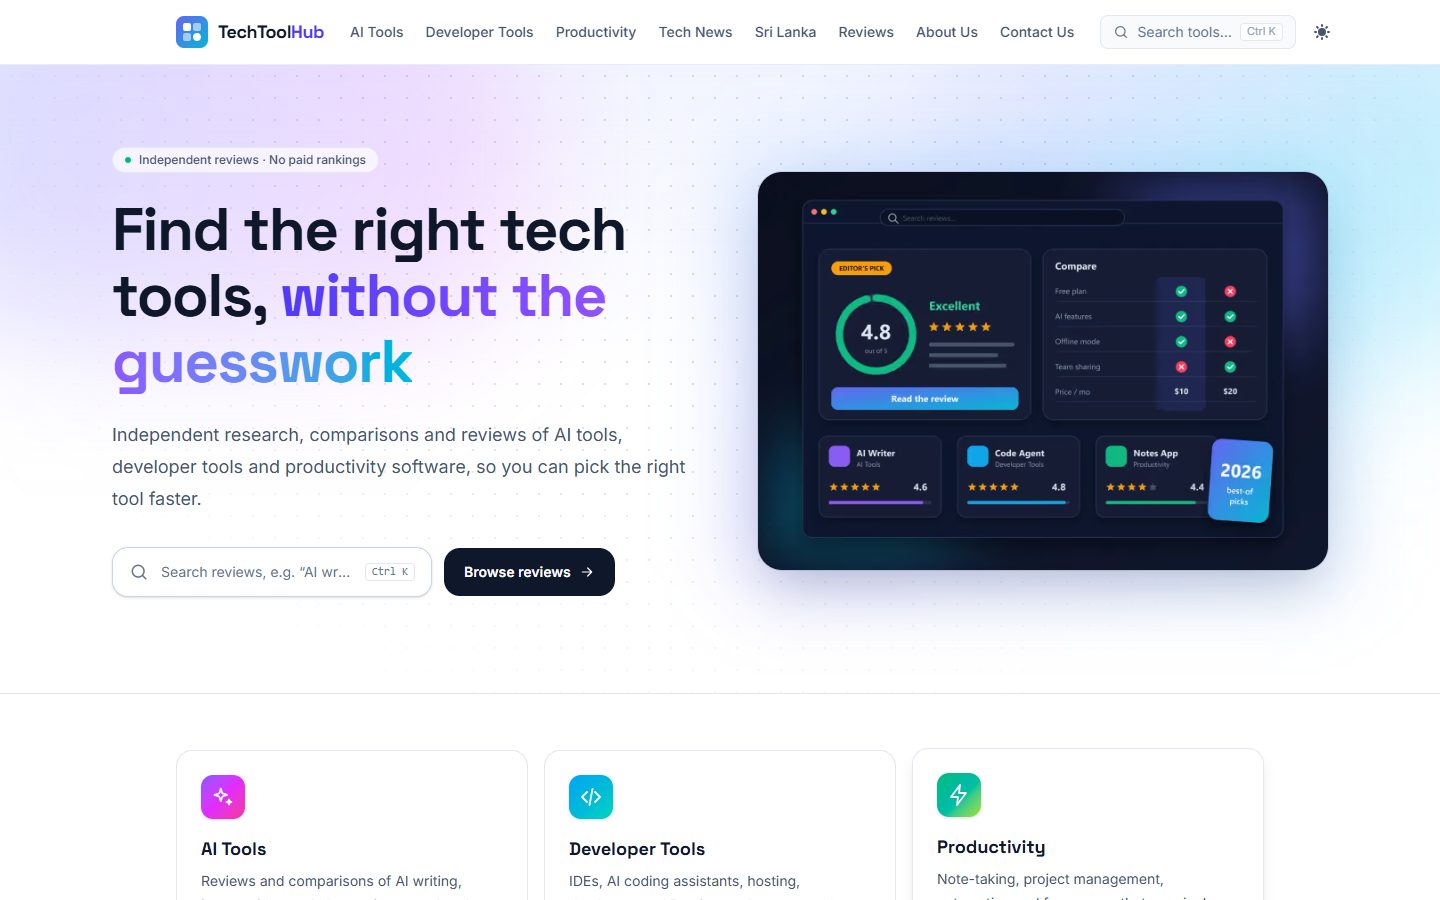 TechToolHub
AI Tools
Developer Tools
Productivity
Tech News
Sri Lanka
Reviews
About Us
Contact Us
Search tools...
Ctrl K
Independent reviews · No paid rankings
Find the right tech
tools, without the
guesswork
Independent research, comparisons and reviews of AI tools,
developer tools and productivity software, so you can pick the right
tool faster.
Search reviews, e.g. “AI wr...
Ctrl K
Browse reviews →
Search reviews...
EDITOR'S PICK
4.8
out of 5
Excellent
Read the review
Compare
Free plan
AI features
Offline mode
Team sharing
Price / mo $10 $20
AI Writer
AI Tools
4.6
Code Agent
Developer Tools
4.8
Notes App
Productivity
4.4
2026
best-of
picks
AI Tools
Reviews and comparisons of AI writing,
Developer Tools
IDEs, AI coding assistants, hosting,
Productivity
Note-taking, project management,